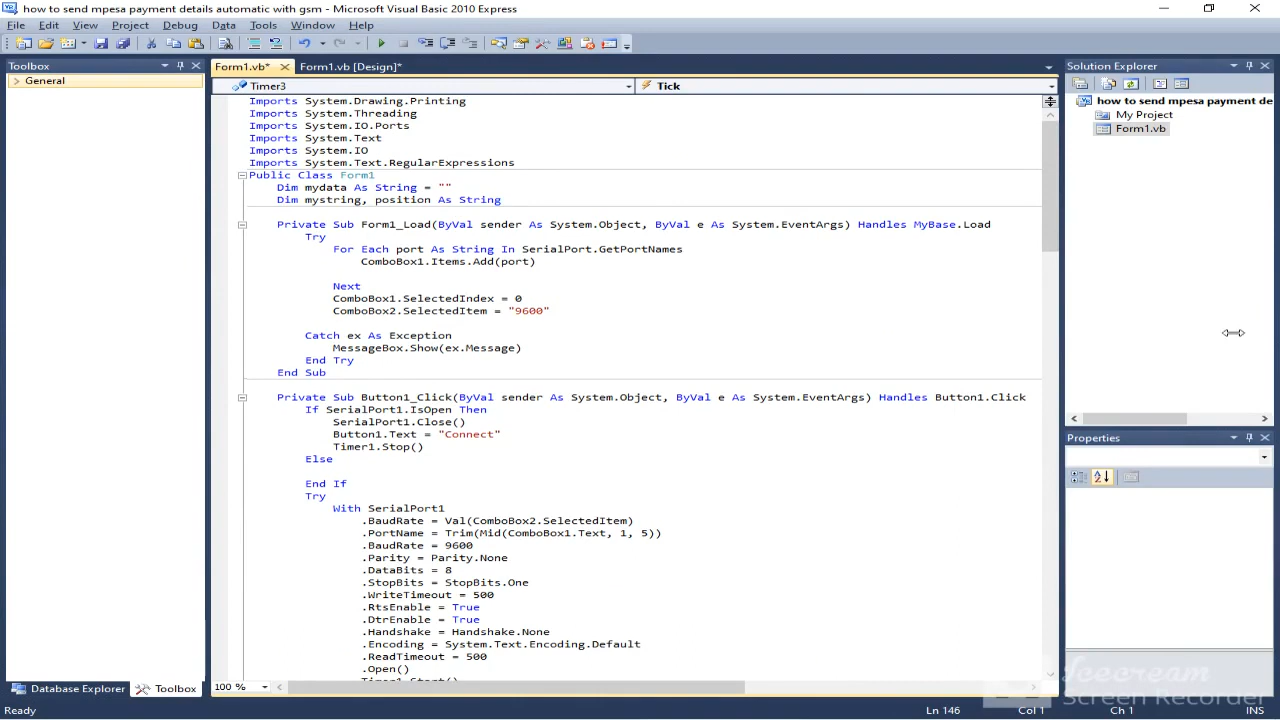 how to send mpesa payment details automatic with gsm - Microsoft Visual Basic 2010 Express
File Edit View Project Debug Data Tools Window Help
Toolbox
General
Form1.vb* Form1.vb [Design]*
Timer3 Tick
Imports System.Drawing.Printing
Imports System.Threading
Imports System.IO.Ports
Imports System.Text
Imports System.IO
Imports System.Text.RegularExpressions
Public Class Form1
Dim mydata As String = ""
Dim mystring, position As String
Private Sub Form1_Load(ByVal sender As System.Object, ByVal e As System.EventArgs) Handles MyBase.Load
Try
For Each port As String In SerialPort.GetPortNames
ComboBox1.Items.Add(port)
Next
ComboBox1.SelectedIndex = 0
ComboBox2.SelectedItem = "9600"
Catch ex As Exception
MessageBox.Show(ex.Message)
End Try
End Sub
Private Sub Button1_Click(ByVal sender As System.Object, ByVal e As System.EventArgs) Handles Button1.Click
If SerialPort1.IsOpen Then
SerialPort1.Close()
Button1.Text = "Connect"
Timer1.Stop()
Else
End If
Try
With SerialPort1
.BaudRate = Val(ComboBox2.SelectedItem)
.PortName = Trim(Mid(ComboBox1.Text, 1, 5))
.BaudRate = 9600
.Parity = Parity.None
.DataBits = 8
.StopBits = StopBits.One
.WriteTimeout = 500
.RtsEnable = True
.DtrEnable = True
.Handshake = Handshake.None
.Encoding = System.Text.Encoding.Default
.ReadTimeout = 500
.Open()
Timer1.Start()
100 %
Solution Explorer
how to send mpesa payment de
My Project
Form1.vb
Properties
Database Explorer Toolbox
Icecream
Screen Recorder
Ready Ln 146 Col 1 Ch 1 INS